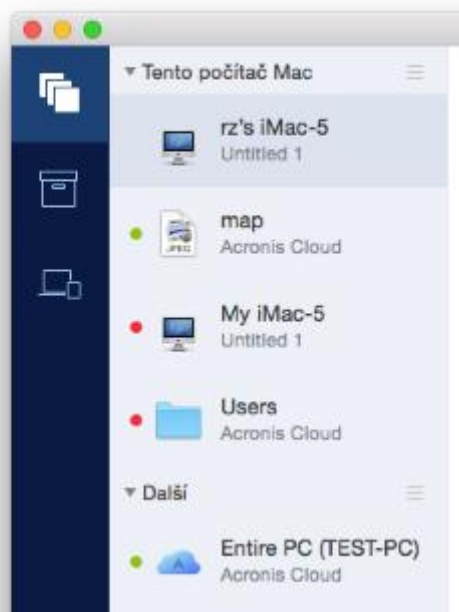 Tento počítač Mac
rz's iMac-5
Untitled 1
map
Acronis Cloud
JPEG
My iMac-5
Untitled 1
Users
Acronis Cloud
Další
Entire PC (TEST-PC)
Acronis Cloud